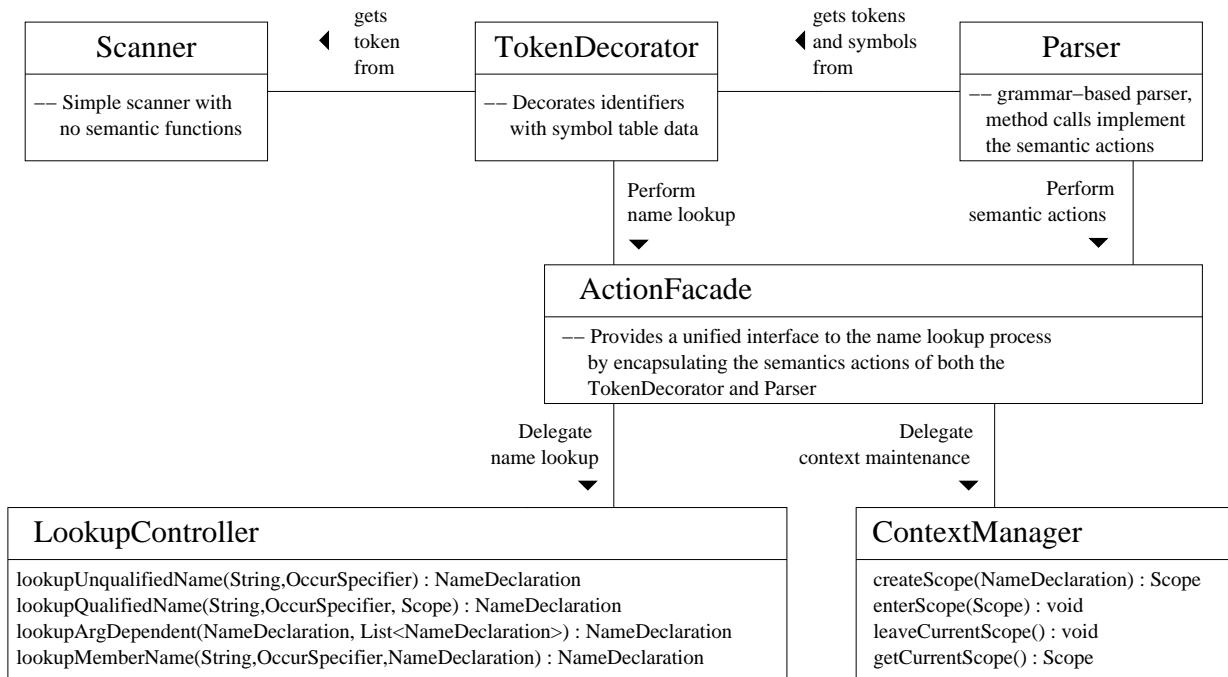 gets
token
from
gets tokens
and symbols
from
Scanner
−− Simple scanner with
no semantic functions
TokenDecorator
−− Decorates identifiers
with symbol table data
Parser
−− grammar−based parser,
method calls implement
the semantic actions
Perform
name lookup
Perform
semantic actions
ActionFacade
−− Provides a unified interface to the name lookup process
by encapsulating the semantics actions of both the
TokenDecorator and Parser
Delegate
name lookup
Delegate
context maintenance
LookupController
lookupUnqualifiedName(String,OccurSpecifier) : NameDeclaration
lookupQualifiedName(String,OccurSpecifier, Scope) : NameDeclaration
lookupArgDependent(NameDeclaration, List<NameDeclaration>) : NameDeclaration
lookupMemberName(String,OccurSpecifier,NameDeclaration) : NameDeclaration
ContextManager
createScope(NameDeclaration) : Scope
enterScope(Scope) : void
leaveCurrentScope() : void
getCurrentScope() : Scope